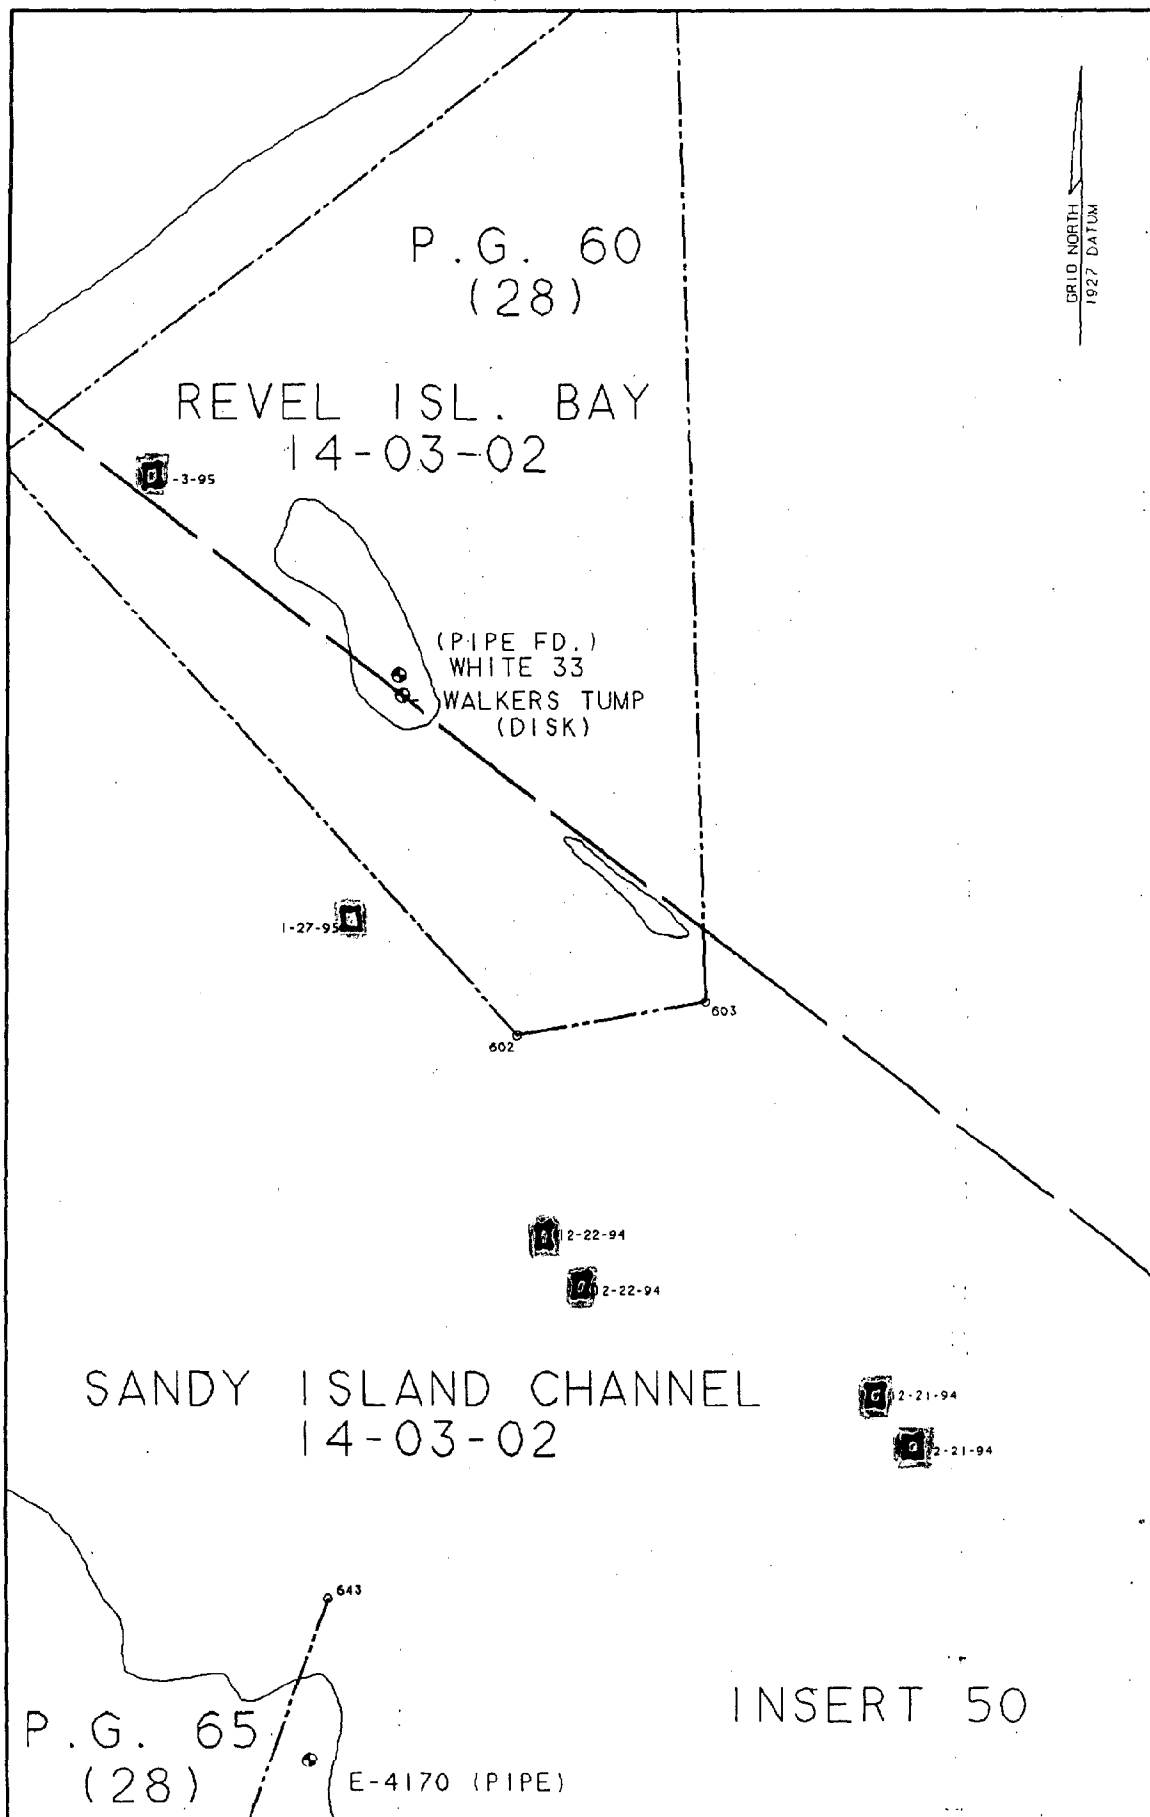 P.G. 60
(28)
GRID NORTH
1927 DATUM
REVEL ISL. BAY
14-03-02
-3-95
(PIPE FD.)
WHITE 33
WALKERS TUMP
(DISK)
1-27-95
603
602
2-22-94
2-22-94
SANDY ISLAND CHANNEL
14-03-02
2-21-94
2-21-94
643
INSERT 50
P.G. 65
(28)
E-4170 (PIPE)